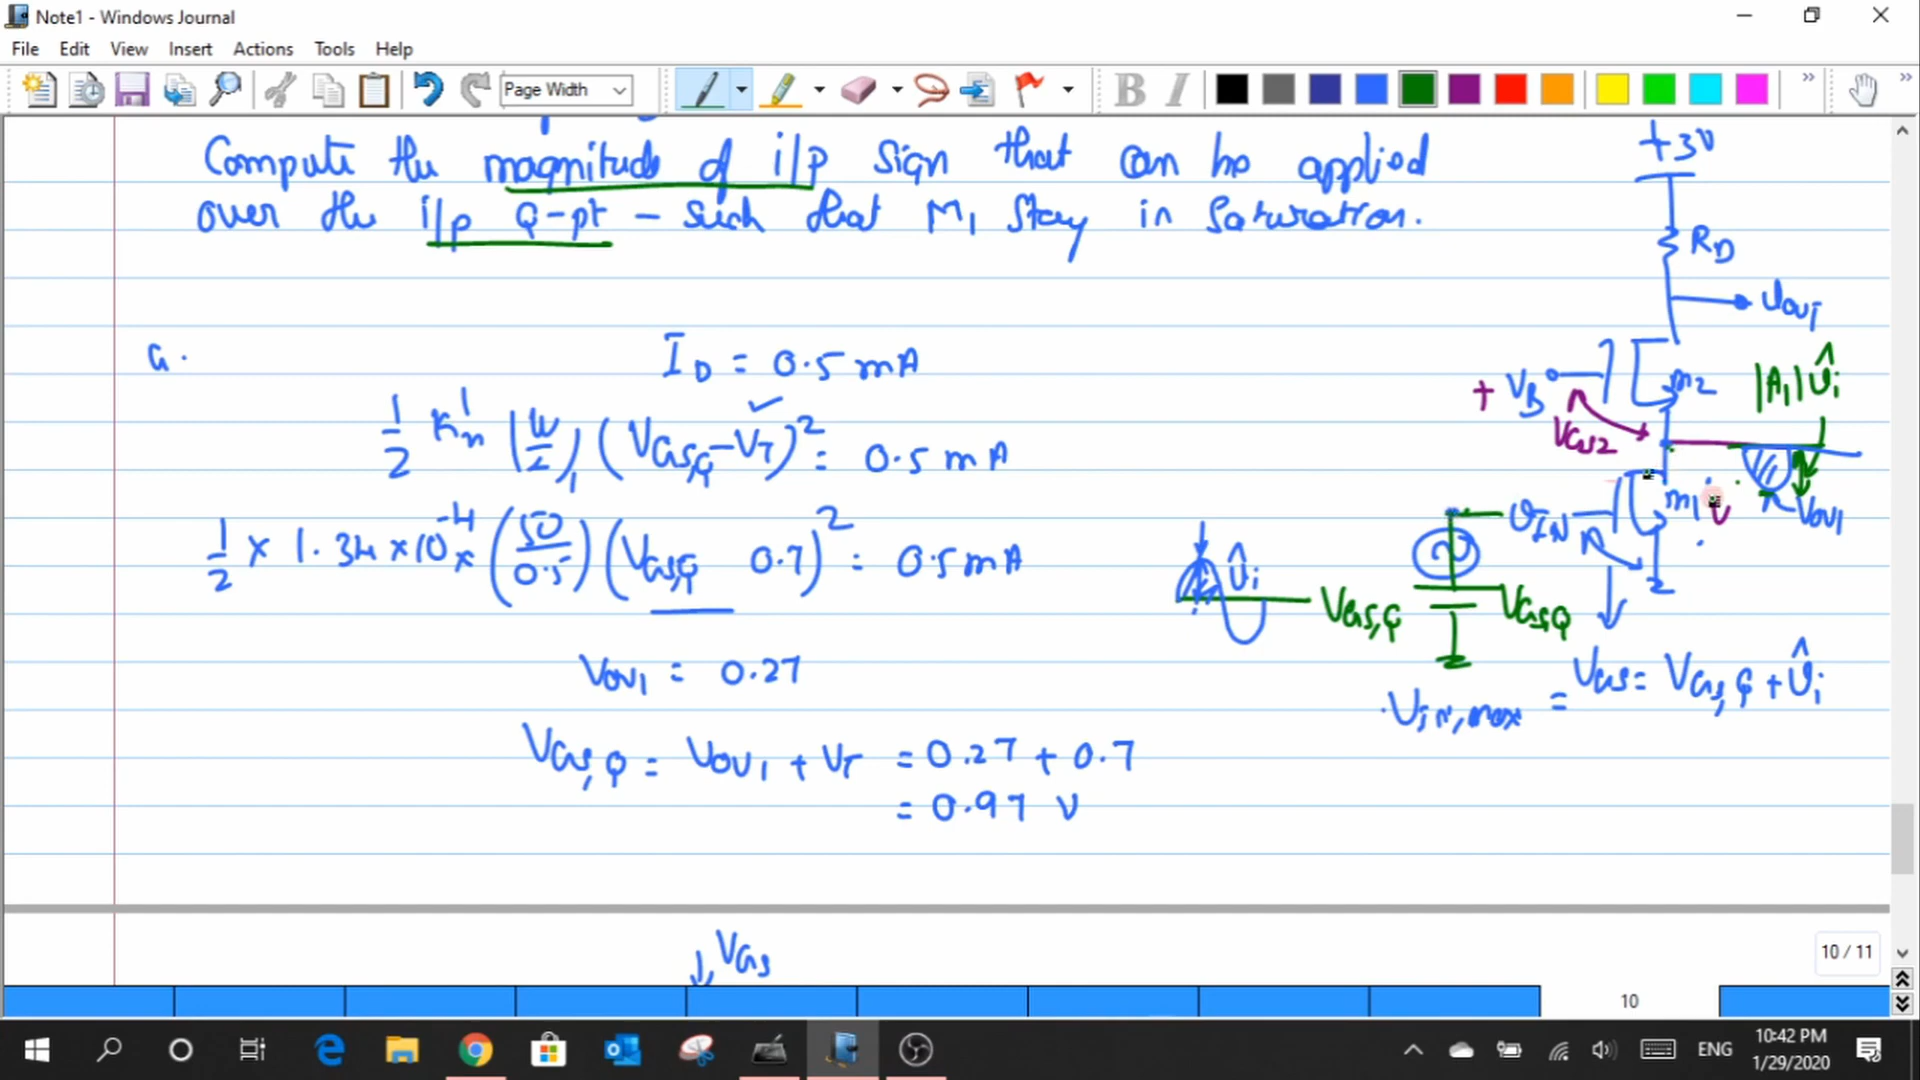 Note1 - Windows Journal
File Edit View Insert Actions Tools Help
Page Width
B I
Compute the magnitude of i/p sign that can be applied
over the i/p Q-pt - such that M1 stay in Saturation.
+3V
RD
VOUT
a.
ID = 0.5 mA
1/2 Kn' (W/L)1 (VGS,Q - VT)^2 = 0.5 mA
+ VB
m2
|A1| v̂i
VGS2
VIN
m1
VOV1
1/2 × 1.34 × 10^-4 × (50/0.5) (VGS,Q 0.7)^2 = 0.5 mA
v̂i
VGS,Q
VGSQ
VOV1 = 0.27
VIN,max = VGS = VGS,Q + v̂i
VGS,Q = VOV1 + VT = 0.27 + 0.7
= 0.97 V
10 / 11
VGS
10
ENG
10:42 PM
1/29/2020